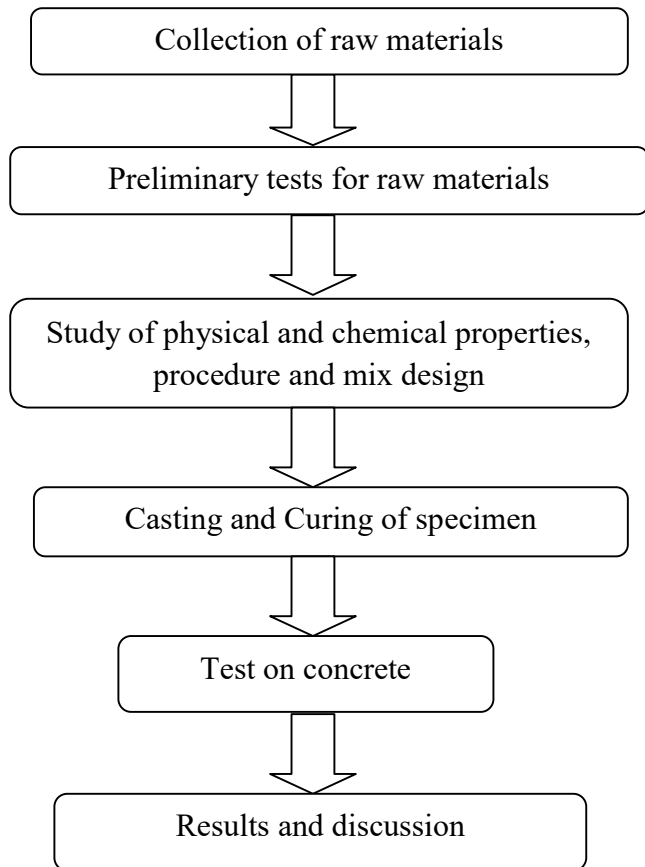 Collection of raw materials
Preliminary tests for raw materials
Study of physical and chemical properties,
procedure and mix design
Casting and Curing of specimen
Test on concrete
Results and discussion